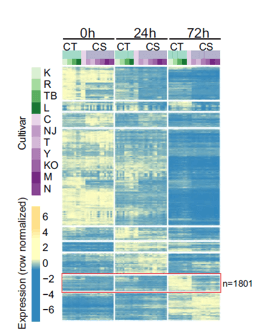 0h 24h 72h
CT CS CT CS CT CS
Cultivar
K
R
TB
L
C
NJ
T
Y
KO
M
N
Expression (row normalized)
6
4
2
0
−2
−4
−6
n=1801